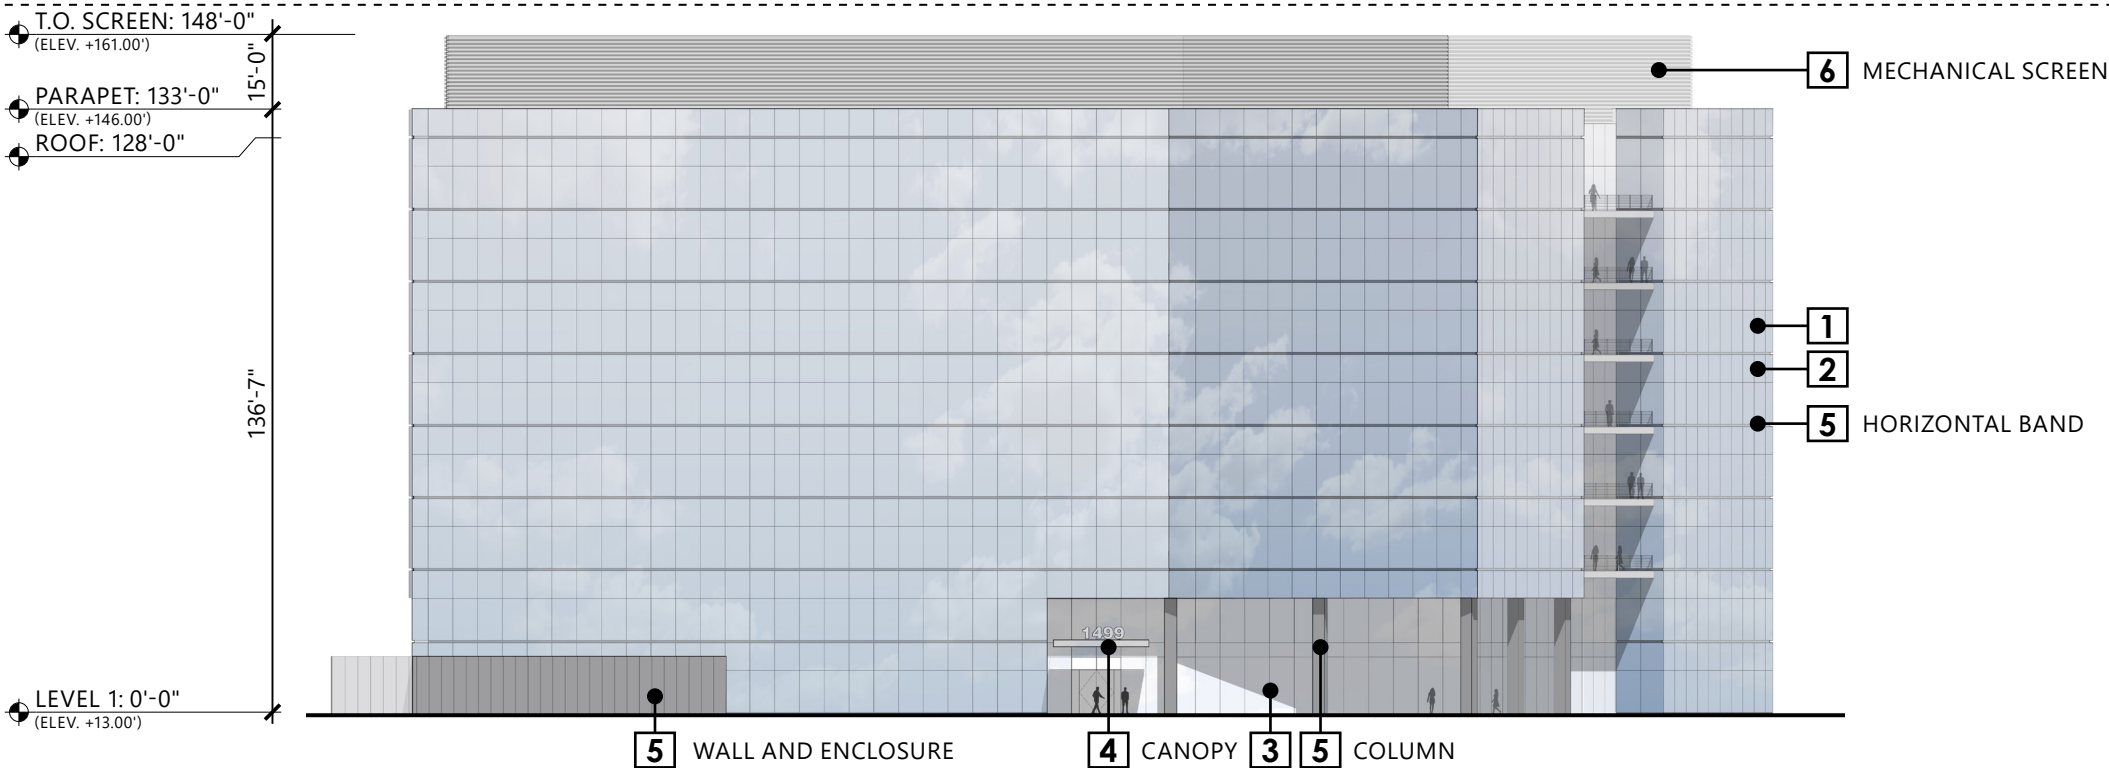 T.O. SCREEN: 148'-0"
(ELEV. +161.00')
15'-0"
PARAPET: 133'-0"
(ELEV. +146.00')
ROOF: 128'-0"
136'-7"
LEVEL 1: 0'-0"
(ELEV. +13.00')
6 MECHANICAL SCREEN
1
2
5 HORIZONTAL BAND
1499
5 WALL AND ENCLOSURE
4 CANOPY
3
5 COLUMN